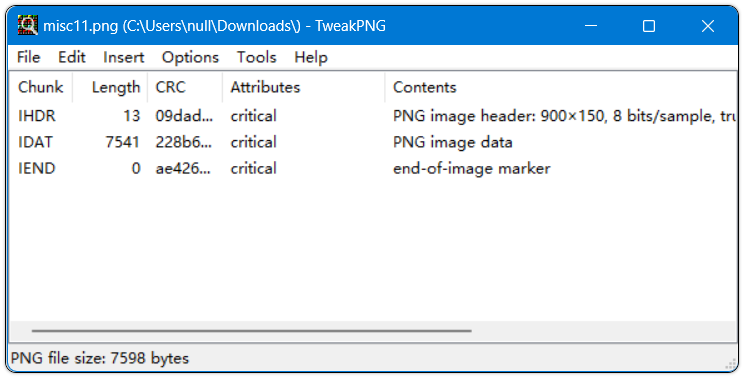 misc11.png (C:\Users\null\Downloads\) - TweakPNG
File Edit Insert Options Tools Help
Chunk Length CRC Attributes Contents
IHDR 13 09dad... critical PNG image header: 900×150, 8 bits/sample, tru
IDAT 7541 228b6... critical PNG image data
IEND 0 ae426... critical end-of-image marker
PNG file size: 7598 bytes